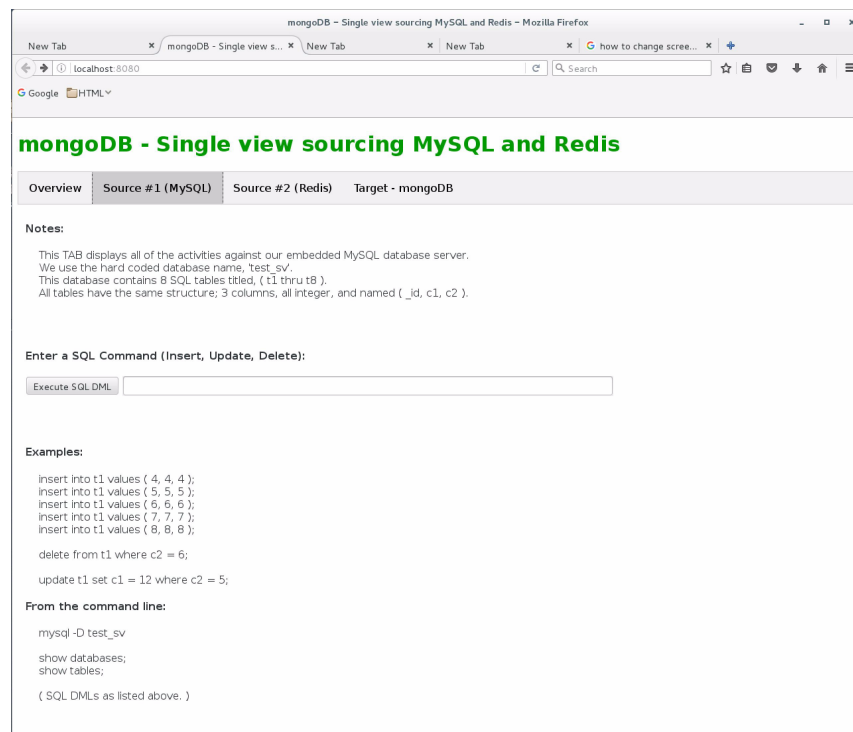 mongoDB - Single view sourcing MySQL and Redis - Mozilla Firefox
New Tab
mongoDB - Single view s...
New Tab
New Tab
how to change scree...
localhost:8080
Search
Google
HTML
mongoDB - Single view sourcing MySQL and Redis
Overview
Source #1 (MySQL)
Source #2 (Redis)
Target - mongoDB
Notes:
This TAB displays all of the activities against our embedded MySQL database server.
We use the hard coded database name, 'test_sv'.
This database contains 8 SQL tables titled, ( t1 thru t8 ).
All tables have the same structure; 3 columns, all integer, and named ( _id, c1, c2 ).
Enter a SQL Command (Insert, Update, Delete):
Execute SQL DML
Examples:
insert into t1 values ( 4, 4, 4 );
insert into t1 values ( 5, 5, 5 );
insert into t1 values ( 6, 6, 6 );
insert into t1 values ( 7, 7, 7 );
insert into t1 values ( 8, 8, 8 );
delete from t1 where c2 = 6;
update t1 set c1 = 12 where c2 = 5;
From the command line:
mysql -D test_sv
show databases;
show tables;
( SQL DMLs as listed above. )